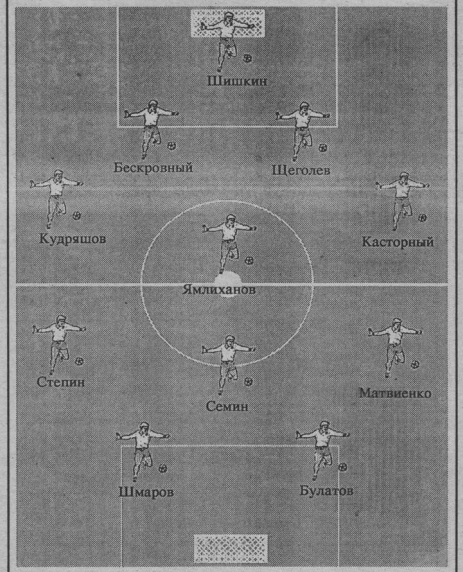 Шишкин
Бескровный
Щеголев
Кудряшов
Касторный
Ямлиханов
Степин
Семин
Матвиенко
Шмаров
Булатов